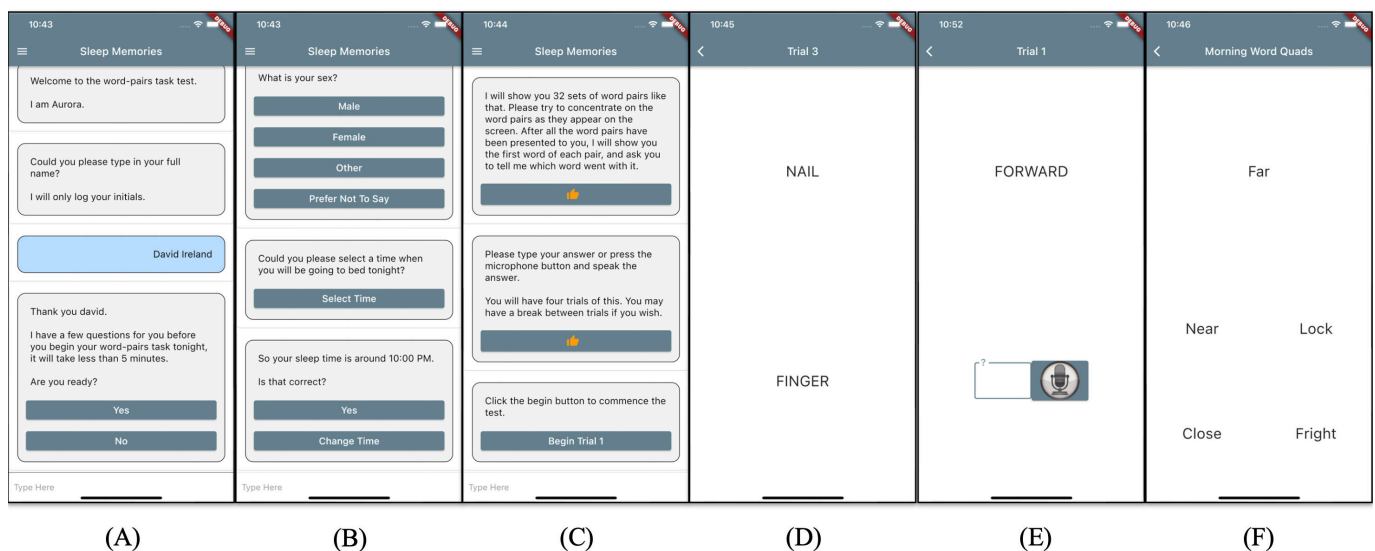 10:43
DEBUG
Sleep Memories
Welcome to the word-pairs task test.
I am Aurora.
Could you please type in your full
name?
I will only log your initials.
David Ireland
Thank you david.
I have a few questions for you before
you begin your word-pairs task tonight,
it will take less than 5 minutes.
Are you ready?
Yes
No
Type Here
(A)
10:43
DEBUG
Sleep Memories
What is your sex?
Male
Female
Other
Prefer Not To Say
Could you please select a time when
you will be going to bed tonight?
Select Time
So your sleep time is around 10:00 PM.
Is that correct?
Yes
Change Time
Type Here
(B)
10:44
DEBUG
Sleep Memories
I will show you 32 sets of word pairs like
that. Please try to concentrate on the
word pairs as they appear on the
screen. After all the word pairs have
been presented to you, I will show you
the first word of each pair, and ask you
to tell me which word went with it.
Please type your answer or press the
microphone button and speak the
answer.
You will have four trials of this. You may
have a break between trials if you wish.
Click the begin button to commence the
test.
Begin Trial 1
Type Here
(C)
10:45
DEBUG
Trial 3
NAIL
FINGER
(D)
10:52
DEBUG
Trial 1
FORWARD
?
(E)
10:46
DEBUG
Morning Word Quads
Far
Near Lock
Close Fright
(F)